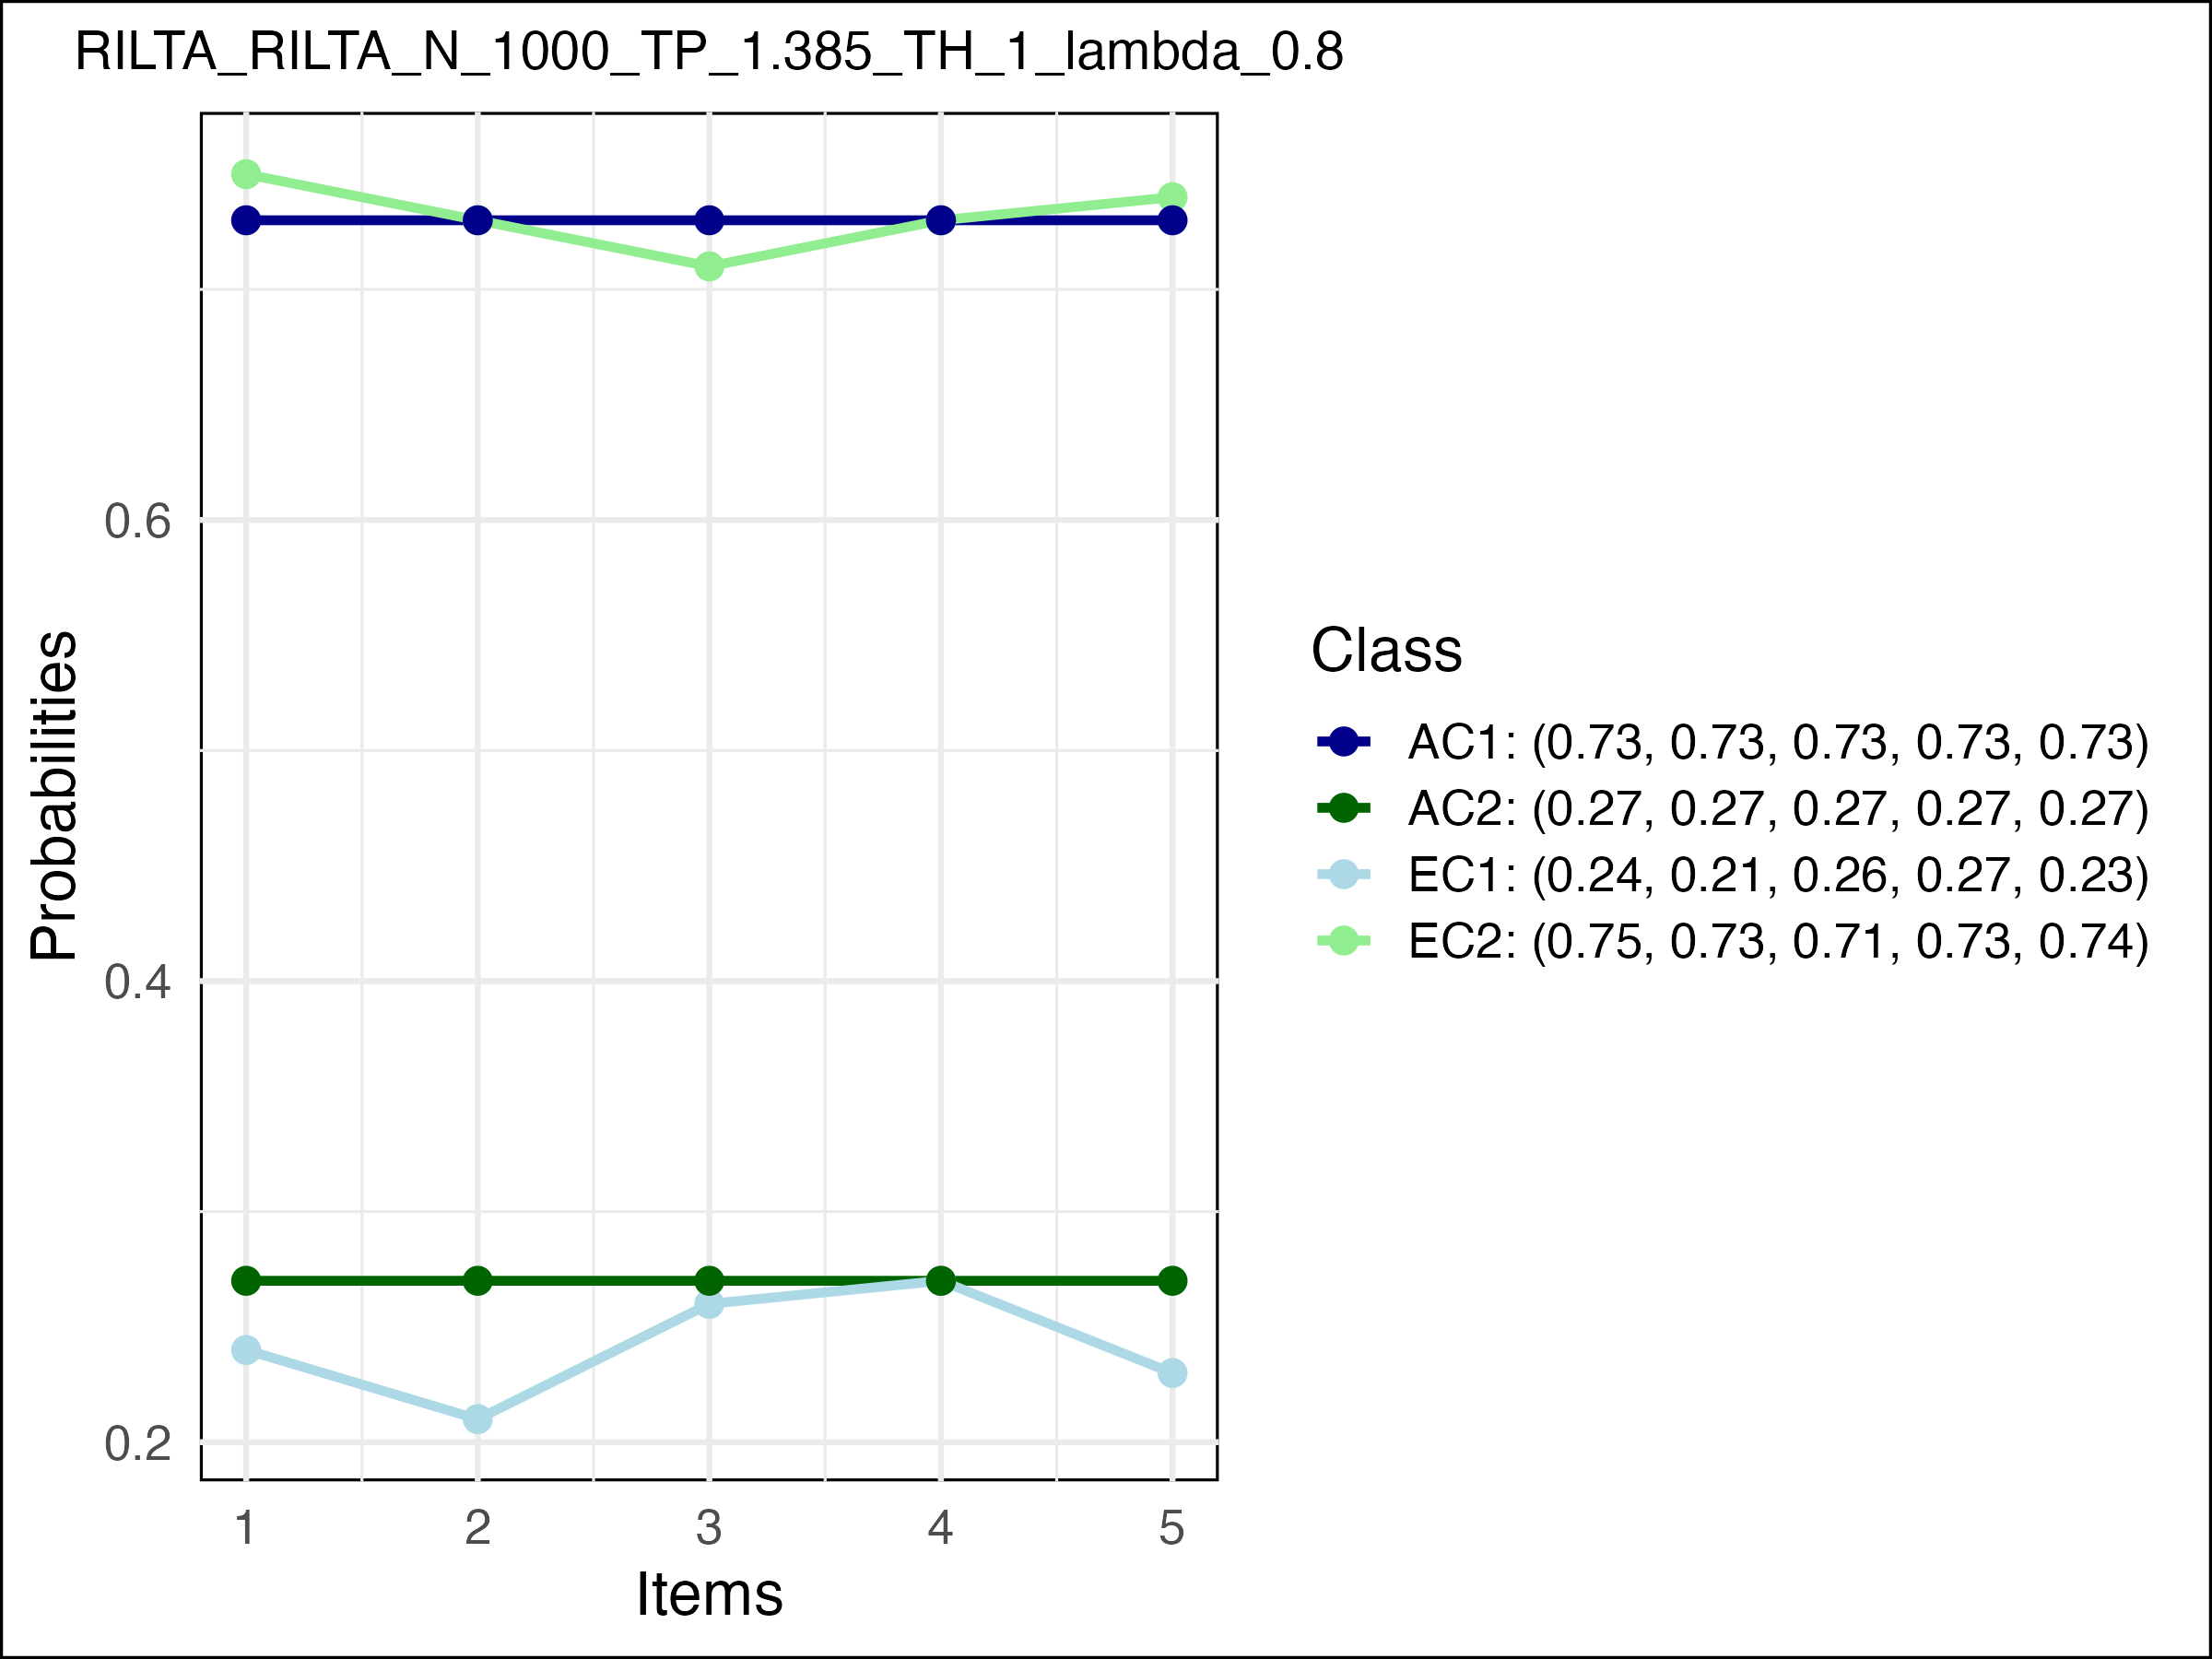 RILTA_RILTA_N_1000_TP_1.385_TH_1_lambda_0.8
Probabilities
0.6
0.4
0.2
1 2 3 4 5
Items
Class
AC1: (0.73, 0.73, 0.73, 0.73, 0.73)
AC2: (0.27, 0.27, 0.27, 0.27, 0.27)
EC1: (0.24, 0.21, 0.26, 0.27, 0.23)
EC2: (0.75, 0.73, 0.71, 0.73, 0.74)